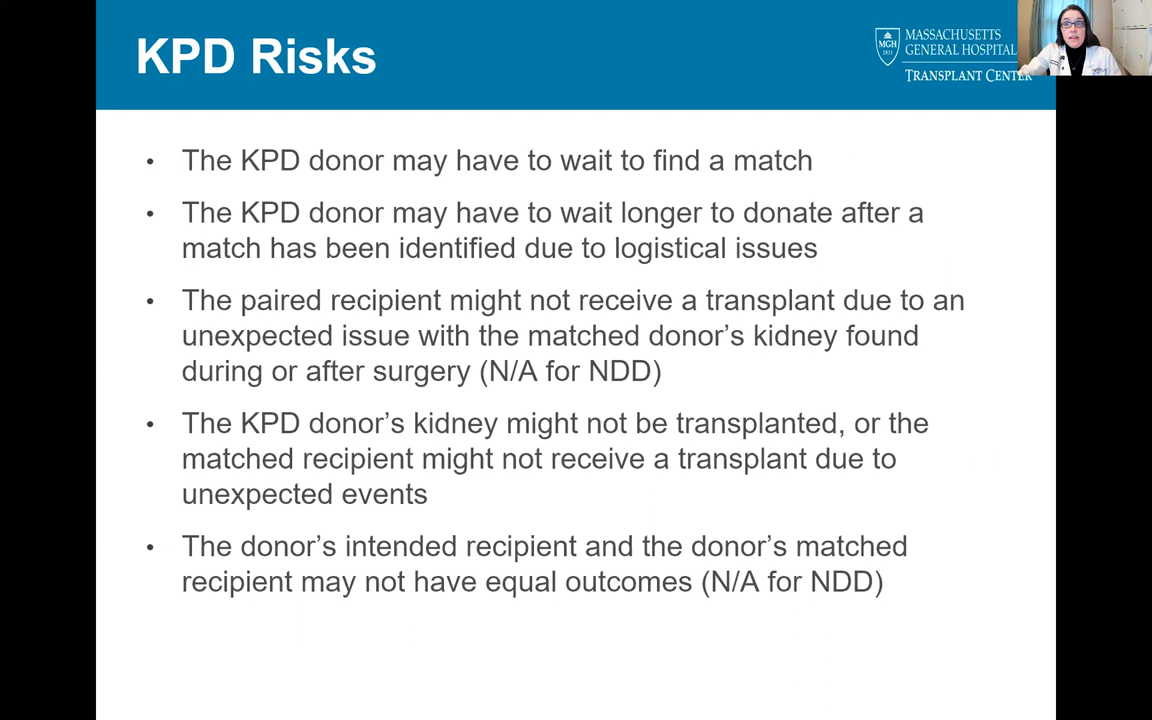 KPD Risks
MGH
1811
MASSACHUSETTS
GENERAL HOSPITAL
TRANSPLANT CENTER
• The KPD donor may have to wait to find a match
• The KPD donor may have to wait longer to donate after a
match has been identified due to logistical issues
• The paired recipient might not receive a transplant due to an
unexpected issue with the matched donor’s kidney found
during or after surgery (N/A for NDD)
• The KPD donor’s kidney might not be transplanted, or the
matched recipient might not receive a transplant due to
unexpected events
• The donor’s intended recipient and the donor’s matched
recipient may not have equal outcomes (N/A for NDD)